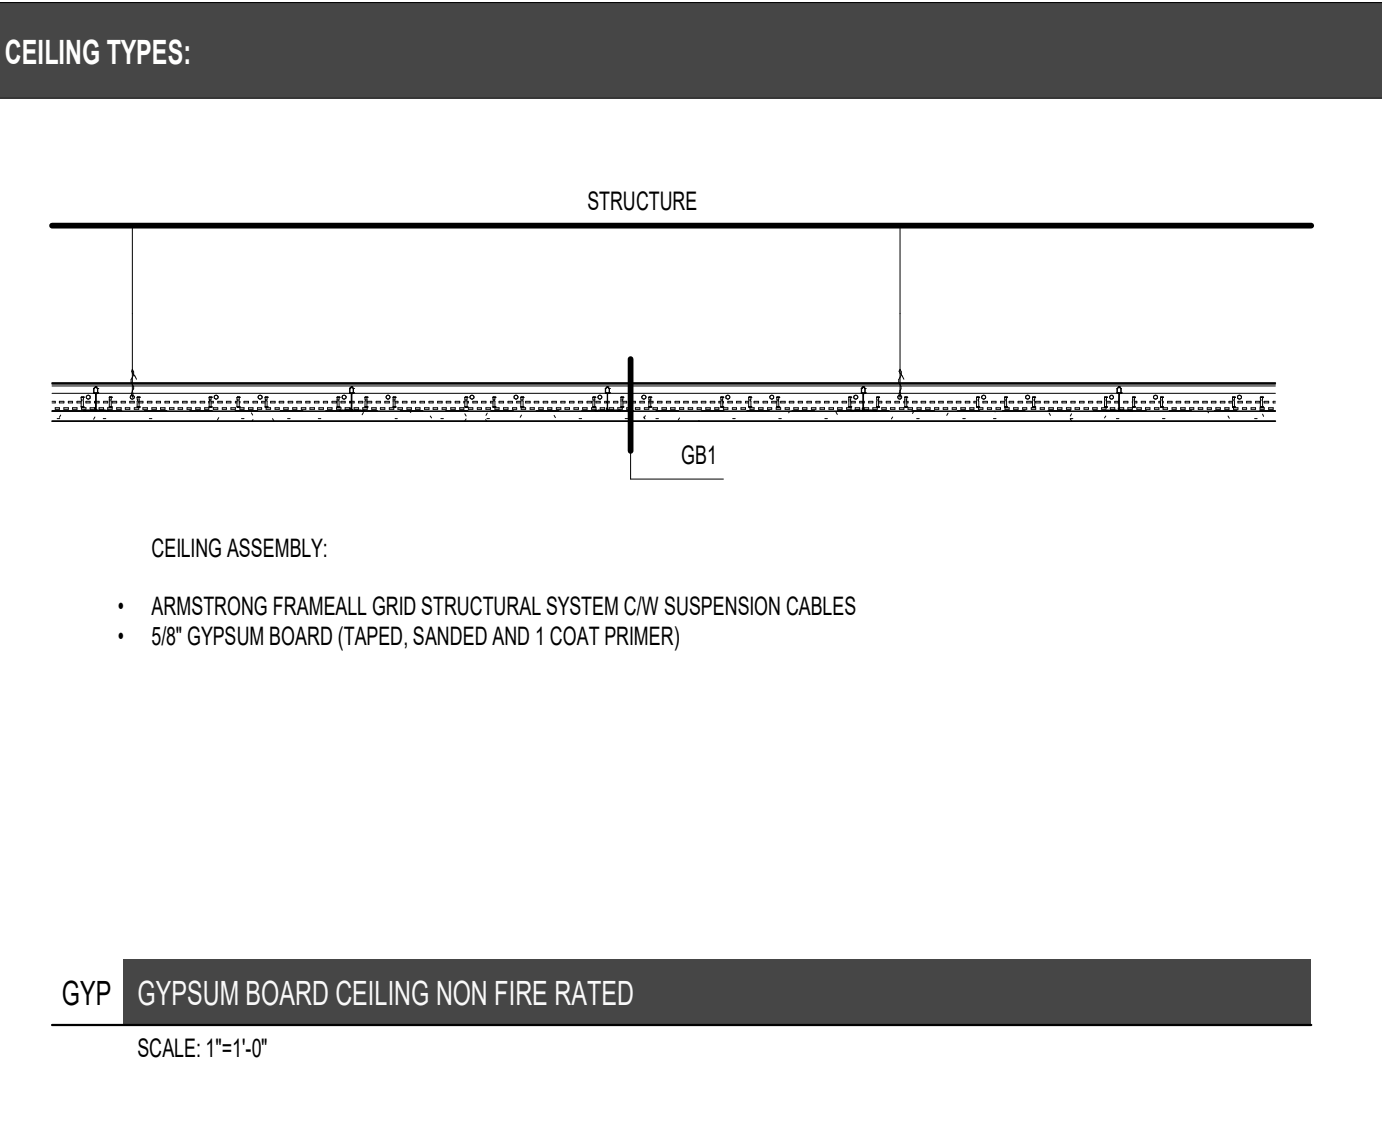 CEILING TYPES:
STRUCTURE
GB1
CEILING ASSEMBLY:
• ARMSTRONG FRAMEALL GRID STRUCTURAL SYSTEM C/W SUSPENSION CABLES
• 5/8" GYPSUM BOARD (TAPED, SANDED AND 1 COAT PRIMER)
GYP GYPSUM BOARD CEILING NON FIRE RATED
SCALE: 1"=1'-0"